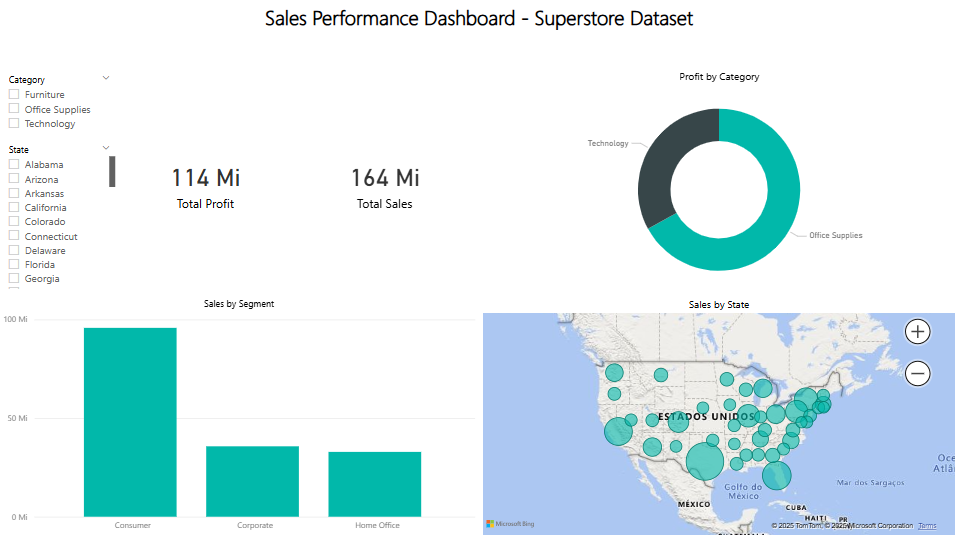 Sales Performance Dashboard - Superstore Dataset
Category
Furniture
Office Supplies
Technology
State
Alabama
Arizona
Arkansas
California
Colorado
Connecticut
Delaware
Florida
Georgia
114 Mi
Total Profit
164 Mi
Total Sales
Profit by Category
Technology
Office Supplies
Sales by Segment
100 Mi
50 Mi
0 Mi
Consumer
Corporate
Home Office
Sales by State
ESTADOS UNIDOS
Golfo do
México
MÉXICO
CUBA
HAITI
PR
Mar dos Sargaços
Microsoft Bing
© 2025 TomTom, © 2025 Microsoft Corporation
Terms